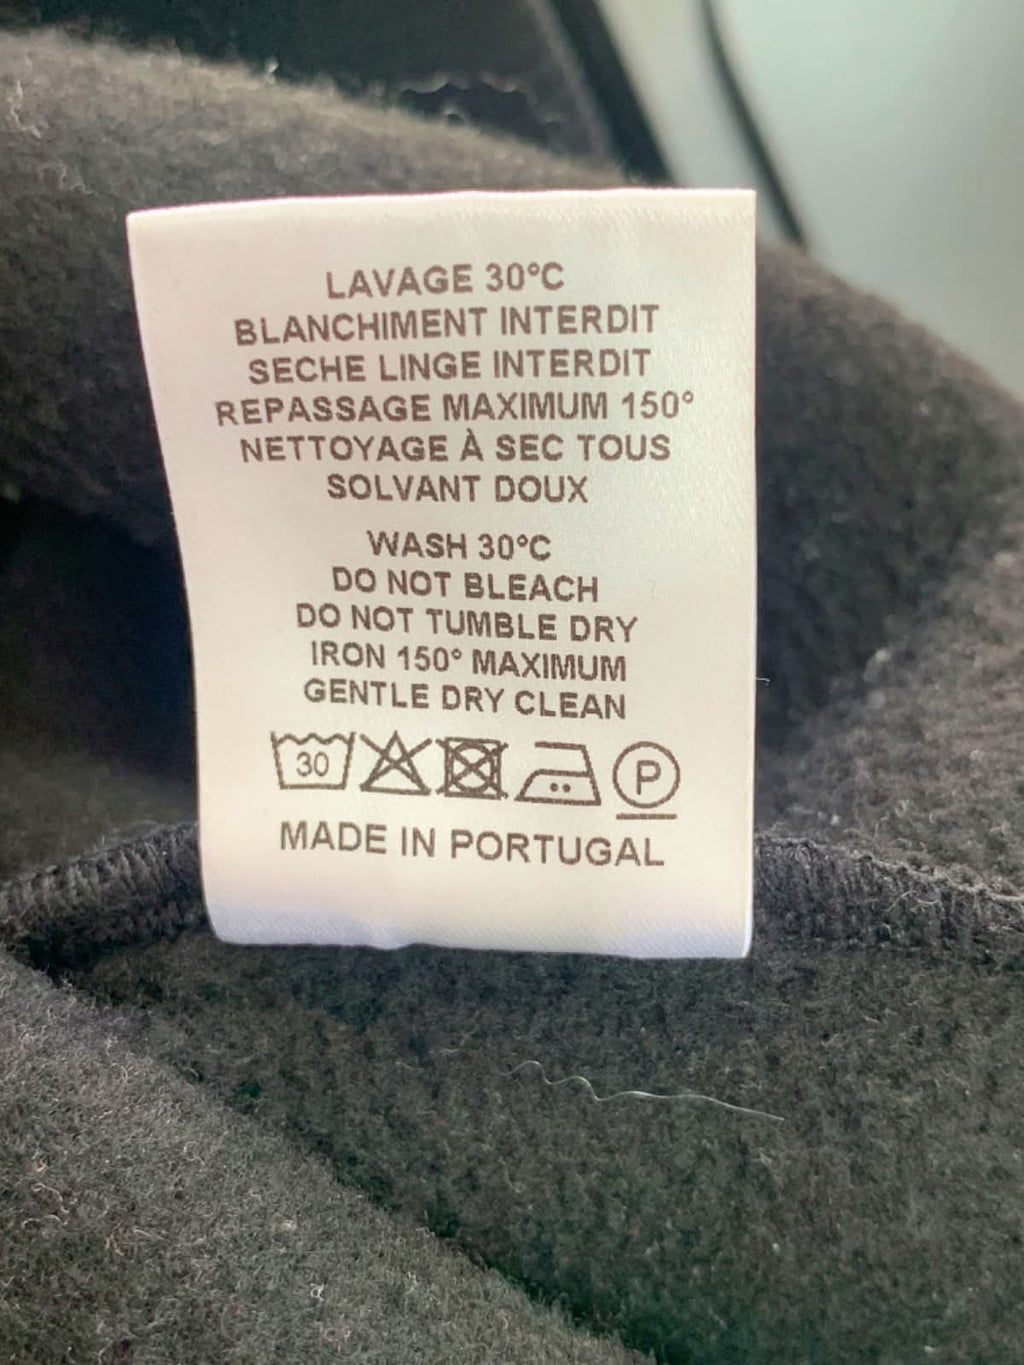 LAVAGE 30°C
BLANCHIMENT INTERDIT
SECHE LINGE INTERDIT
REPASSAGE MAXIMUM 150°
NETTOYAGE À SEC TOUS
SOLVANT DOUX
WASH 30°C
DO NOT BLEACH
DO NOT TUMBLE DRY
IRON 150° MAXIMUM
GENTLE DRY CLEAN
30 P
MADE IN PORTUGAL